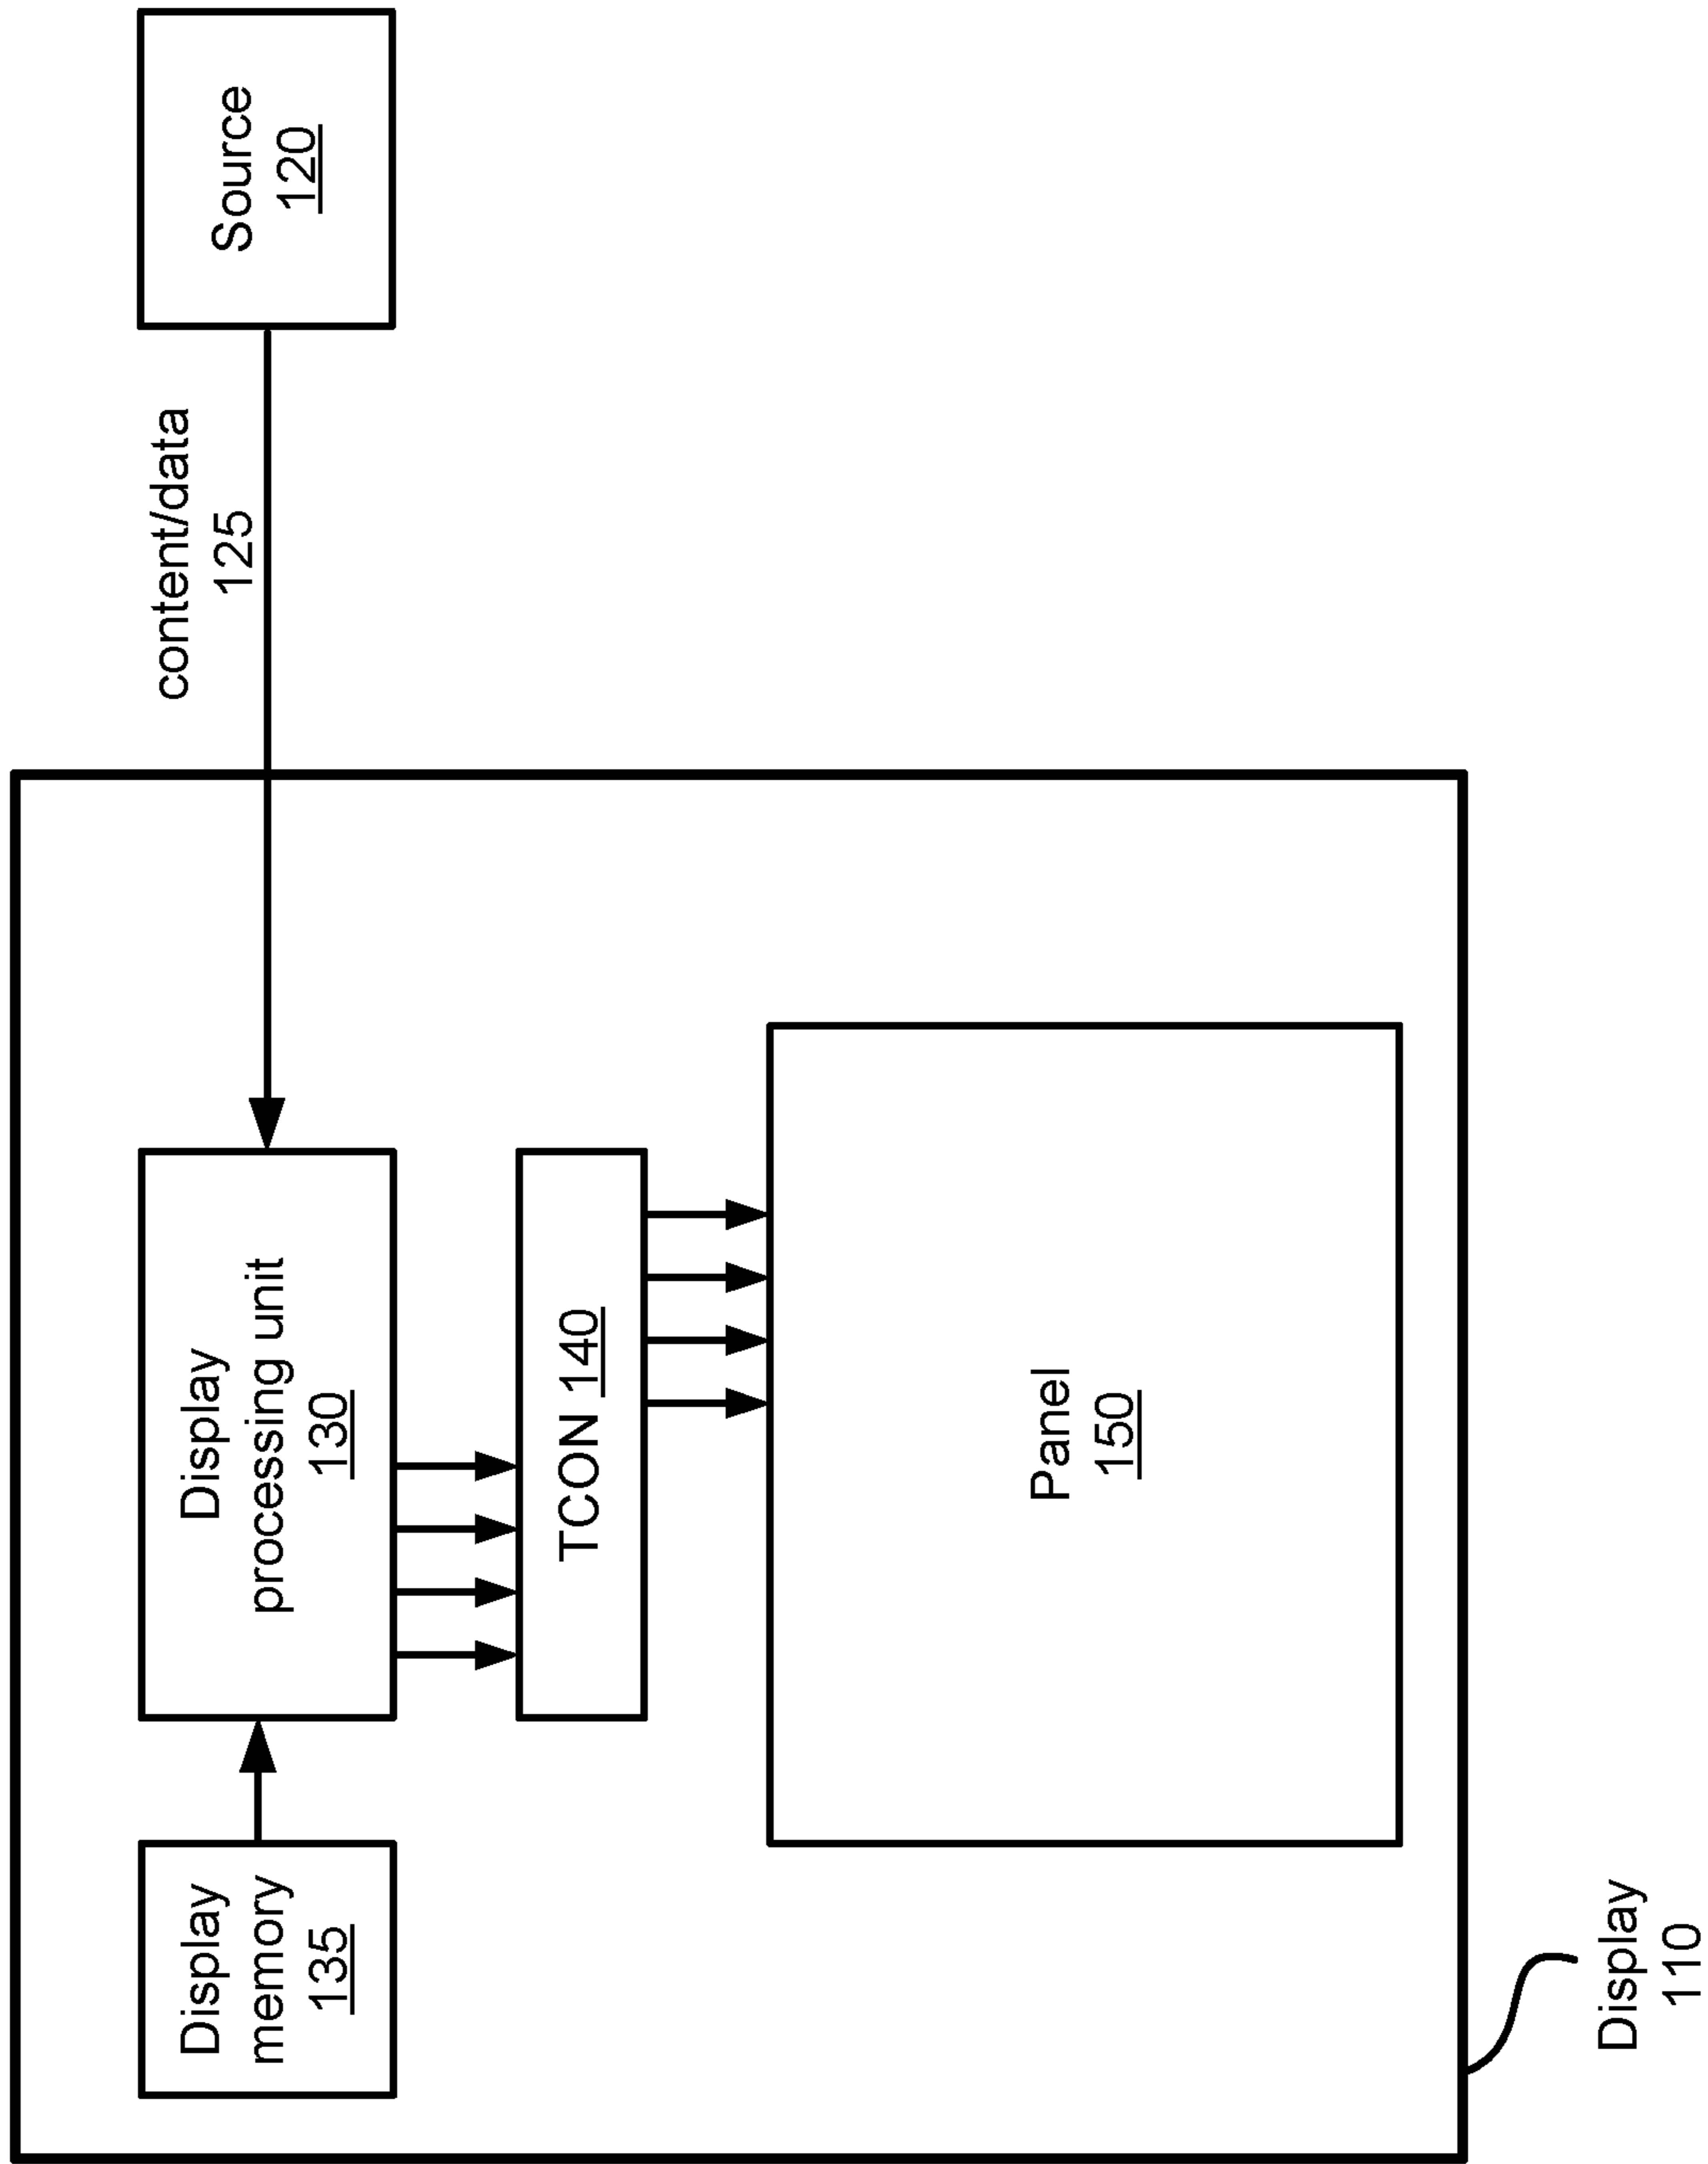 Display
memory
135
Display
processing unit
130
content/data
125
Source
120
TCON 140
Panel
150
Display
110